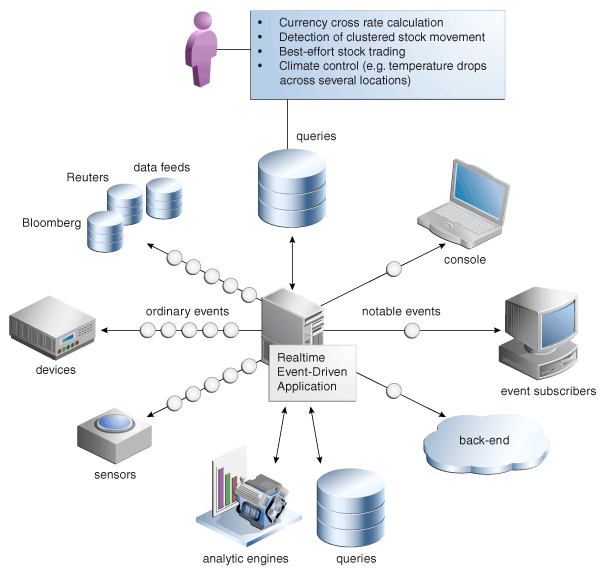 • Currency cross rate calculation
• Detection of clustered stock movement
• Best-effort stock trading
• Climate control (e.g. temperature drops
across several locations)
queries
data feeds
Reuters
Bloomberg
console
ordinary events
notable events
Realtime
Event-Driven
Application
devices
event subscribers
back-end
sensors
analytic engines
queries